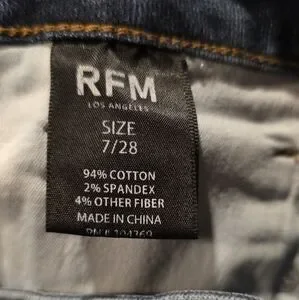 RFM
LOS ANGELES
SIZE
7/28
94% COTTON
2% SPANDEX
4% OTHER FIBER
MADE IN CHINA